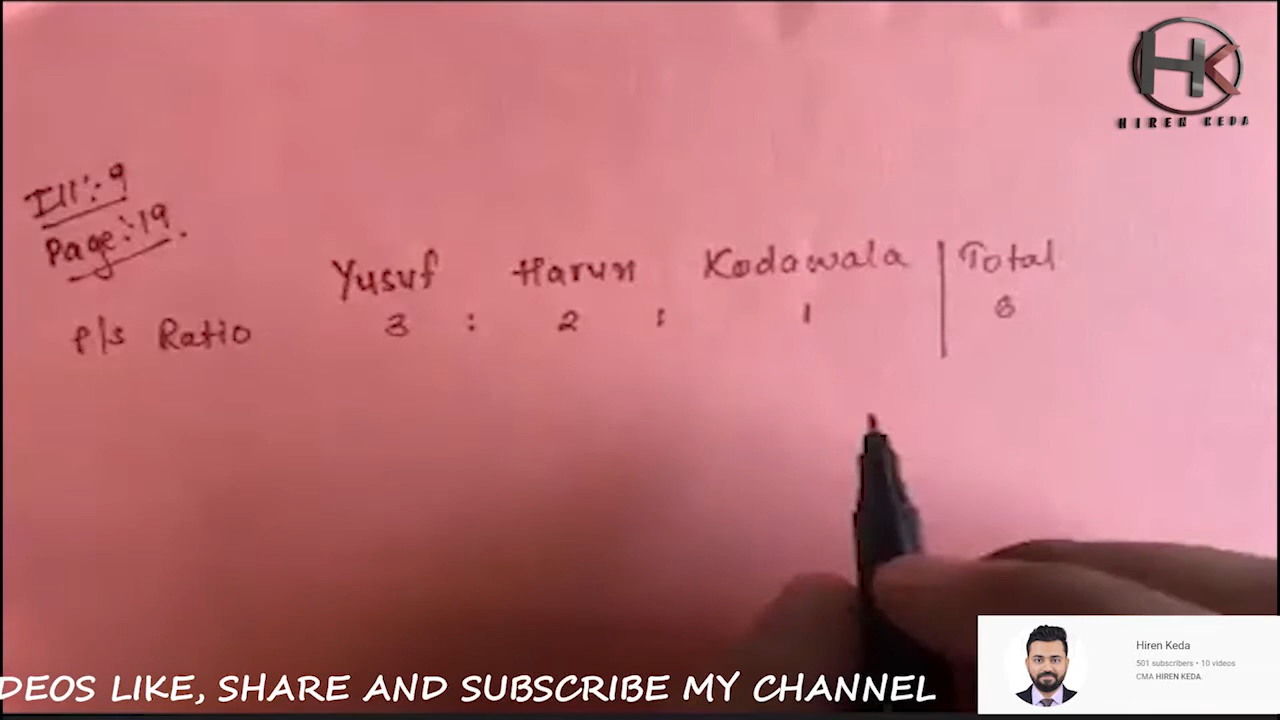 HK
HIREN KEDA
Ill:- 9
Page:- 19.
Yusuf Harun Kodawala Total
P/s Ratio 3 : 2 : 1 6
Hiren Keda
501 subscribers • 10 videos
CMA HIREN KEDA.
DEOS LIKE, SHARE AND SUBSCRIBE MY CHANNEL